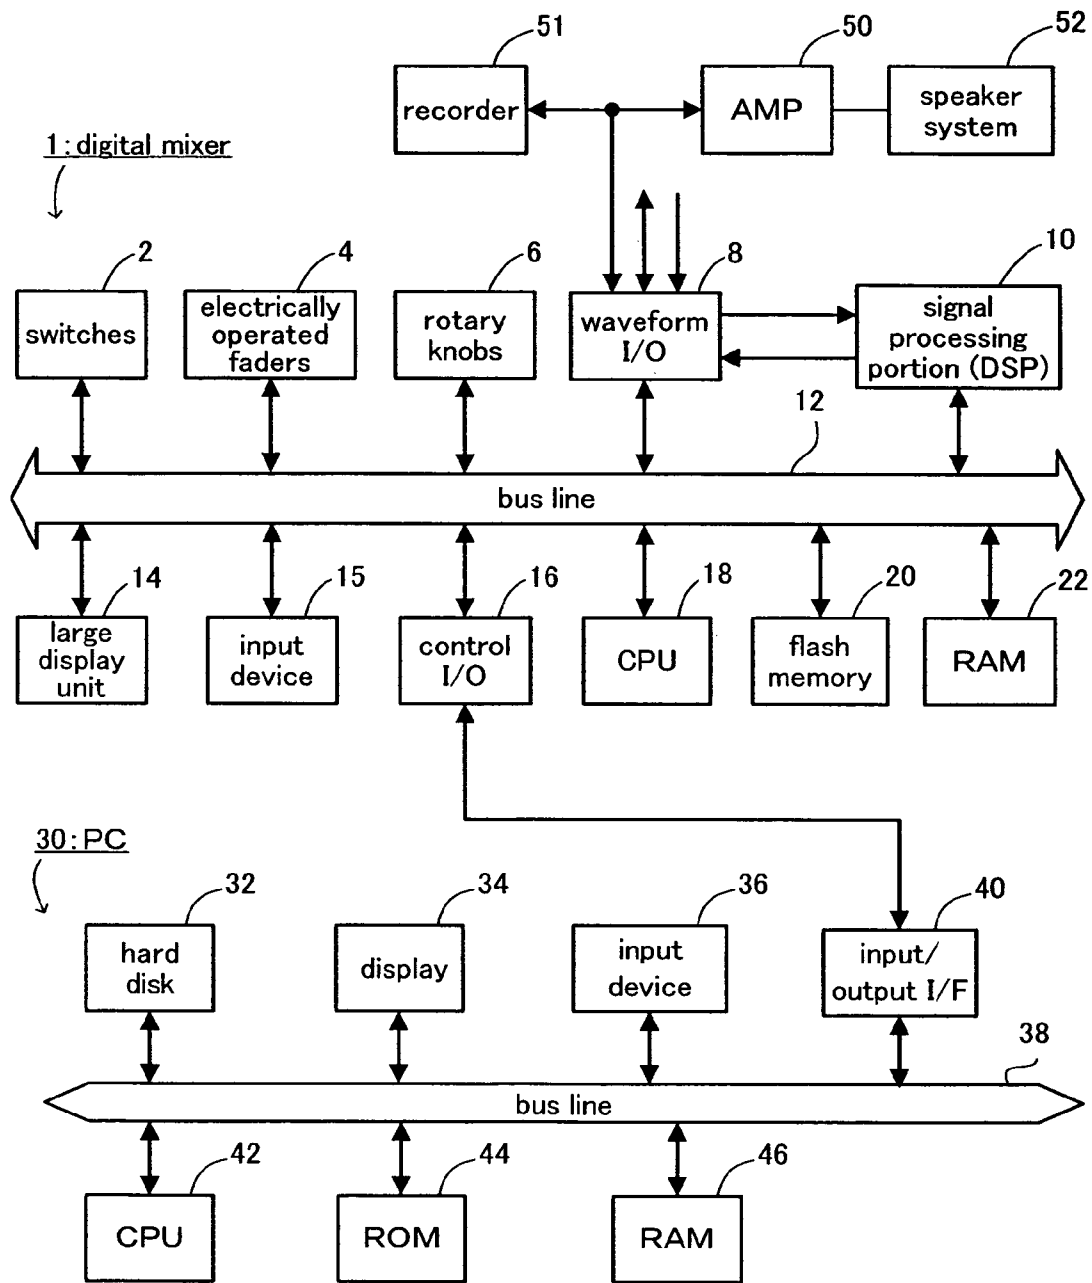 51
50
52
recorder
AMP
speaker
system
1:digital mixer
2
4
6
8
10
switches
electrically
operated
faders
rotary
knobs
waveform
I/O
signal
processing
portion (DSP)
12
bus line
14
15
16
18
20
22
large
display
unit
input
device
control
I/O
CPU
flash
memory
RAM
30:PC
32
34
36
40
hard
disk
display
input
device
input/
output I/F
38
bus line
42
44
46
CPU
ROM
RAM